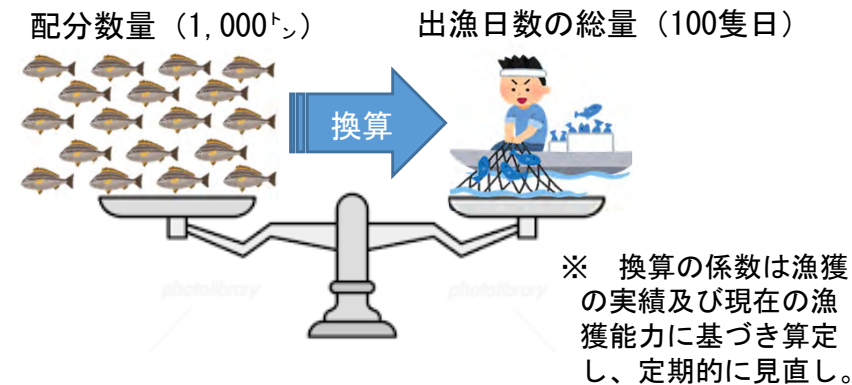 配分数量（1,000㌧）
出漁日数の総量（100隻日）
換算
※　換算の係数は漁獲
の実績及び現在の漁
獲能力に基づき算定
し、定期的に見直し。
photolibrary
photolibrary